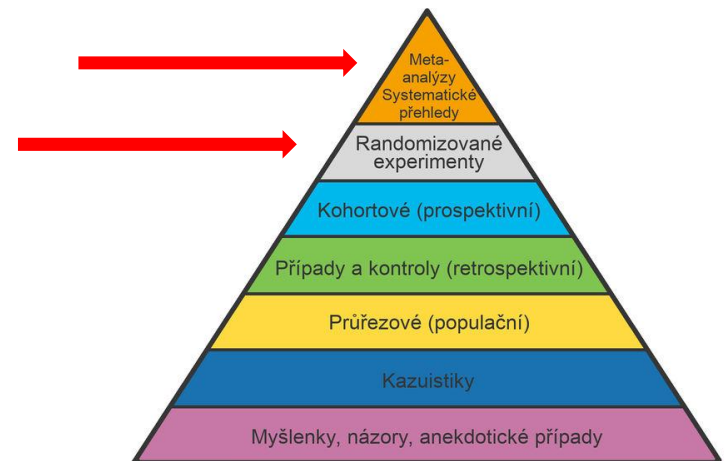 Meta-
analýzy
Systematické
přehledy
Randomizované
experimenty
Kohortové (prospektivní)
Případy a kontroly (retrospektivní)
Průřezové (populační)
Kazuistiky
Myšlenky, názory, anekdotické případy